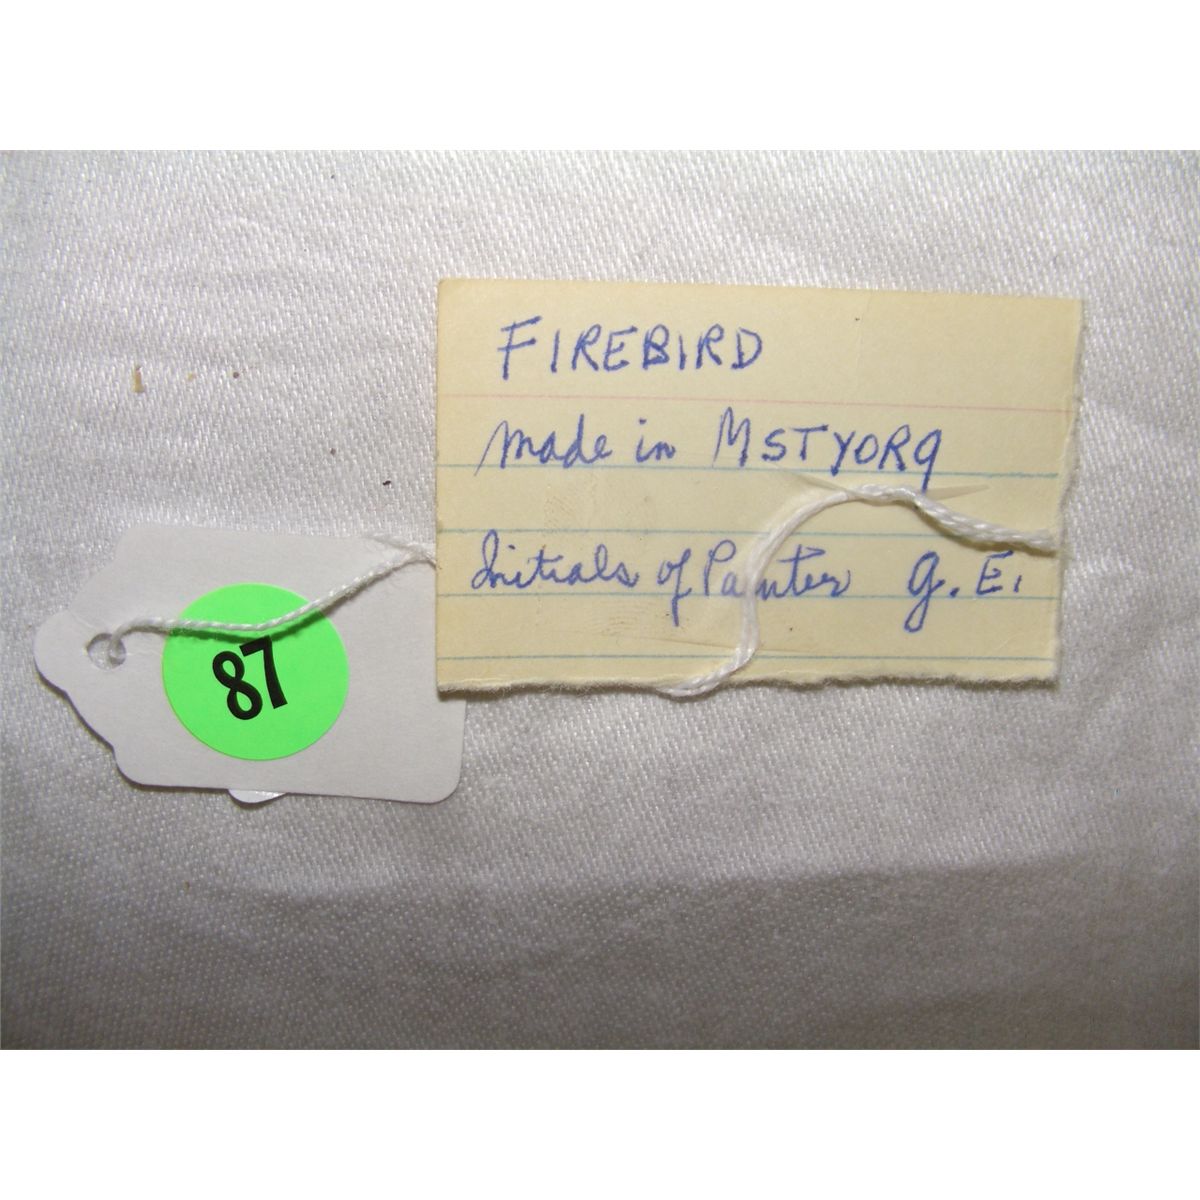 FIREBIRD
made in MSTYORq
Initials of Painter G. E.
87